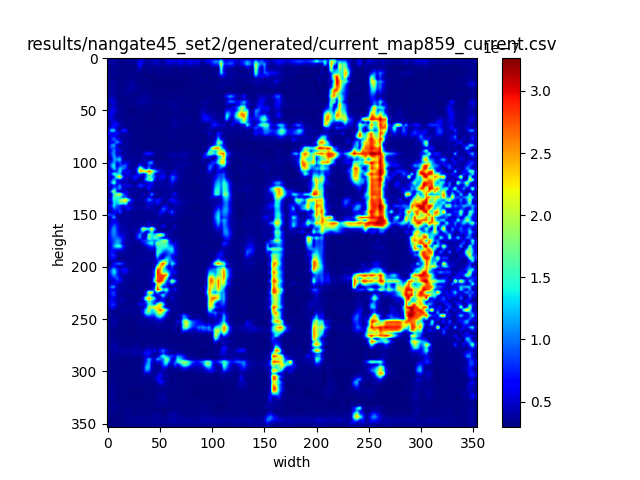 results/nangate45_set2/generated/current_map859_current.csv
1e−7
0
50
100
150
200
250
300
350
height
0 50 100 150 200 250 300 350
width
3.0
2.5
2.0
1.5
1.0
0.5